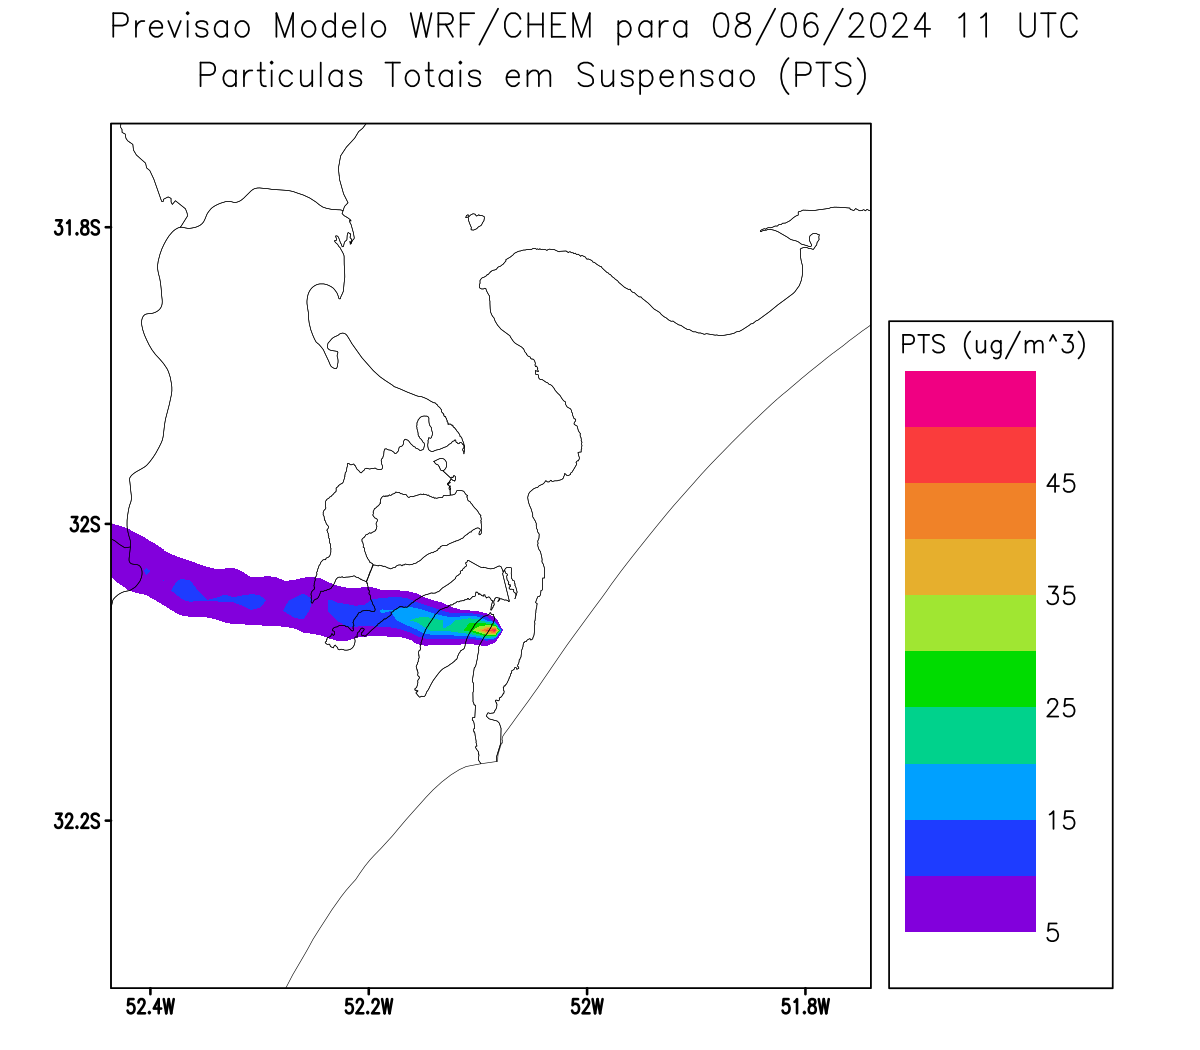 Previsao Modelo WRF/CHEM para 08/06/2024 11 UTC
Particulas Totais em Suspensao (PTS)
31.8S
32S
32.2S
52.4W
52.2W
52W
51.8W
PTS (ug/m^3)
45
35
25
15
5